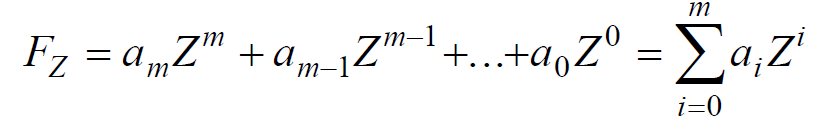 F_Z = a_m Z^m + a_{m-1} Z^{m-1} +...+ a_0 Z^0 = \sum_{i=0}^{m} a_i Z^i